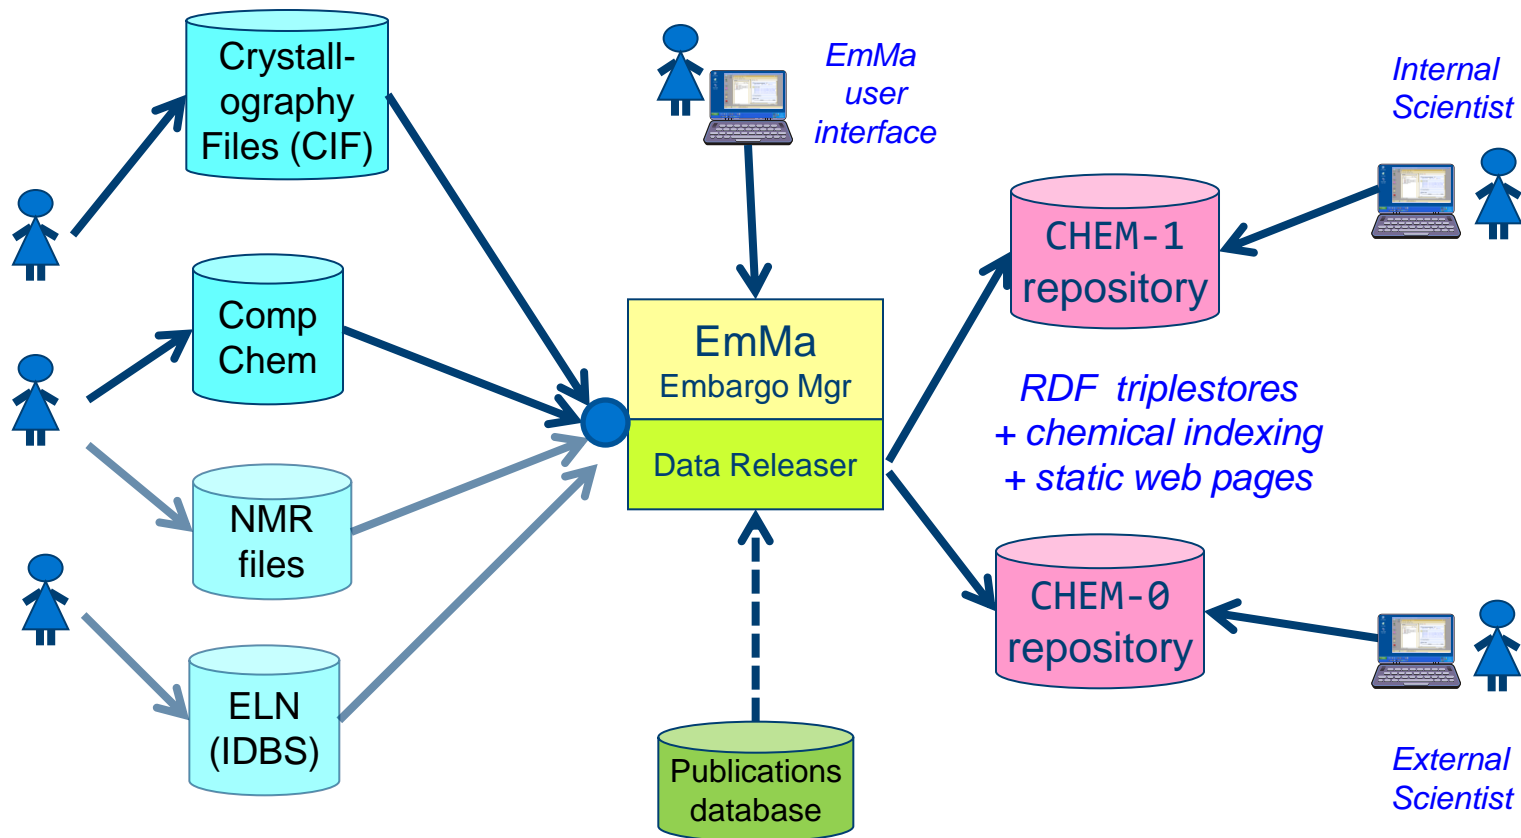 Crystall-
ography
Files (CIF)
Comp
Chem
NMR
files
ELN
(IDBS)
EmMa
user
interface
EmMa
Embargo Mgr
Data Releaser
Publications
database
CHEM-1
repository
RDF triplestores
+ chemical indexing
+ static web pages
CHEM-0
repository
Internal
Scientist
External
Scientist